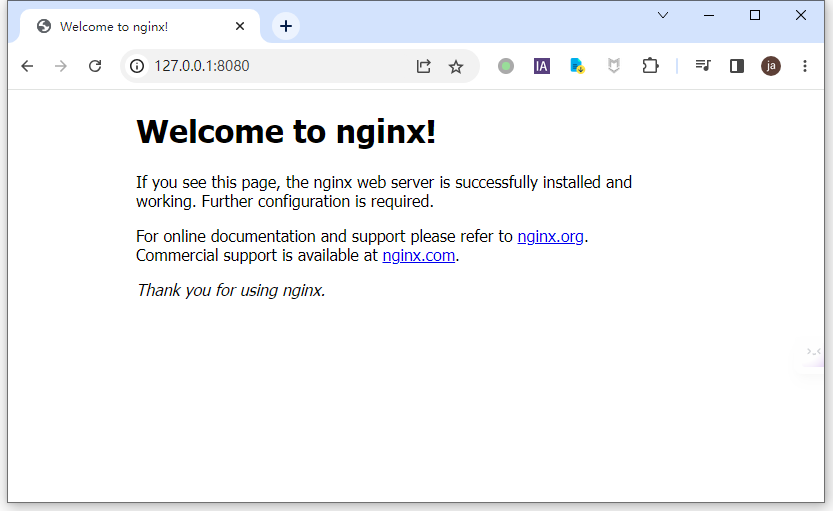 Welcome to nginx!
127.0.0.1:8080
IA
ja
Welcome to nginx!
If you see this page, the nginx web server is successfully installed and
working. Further configuration is required.
For online documentation and support please refer to nginx.org.
Commercial support is available at nginx.com.
Thank you for using nginx.